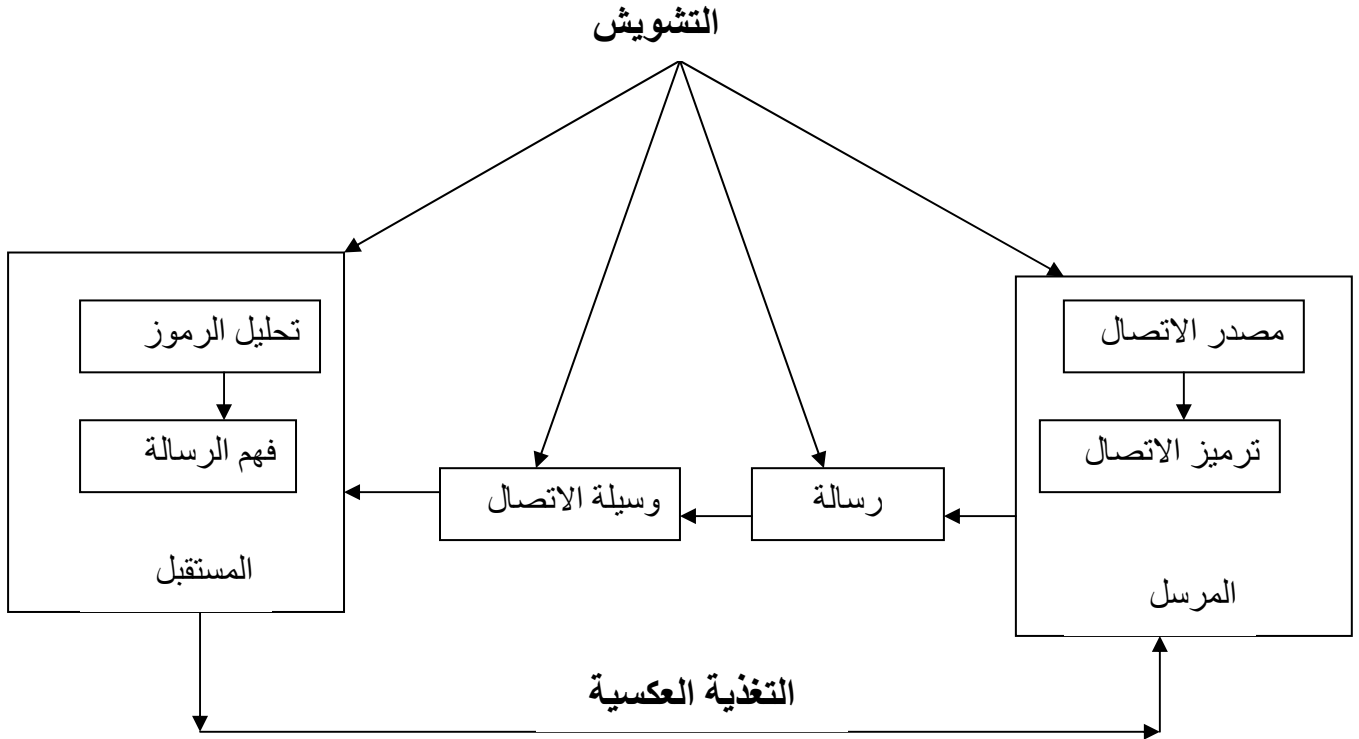 التشويش
مصدر الاتصال
ترميز الاتصال
المرسل
رسالة
وسيلة الاتصال
تحليل الرموز
فهم الرسالة
المستقبل
التغذية العكسية